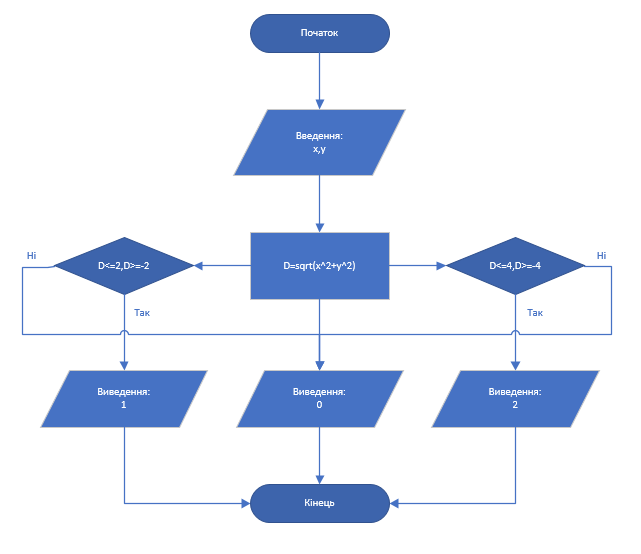 Початок
Введення:
x,y
Ні
D<=2,D>=-2
D=sqrt(x^2+y^2)
D<=4,D>=-4
Ні
Так
Так
Виведення:
1
Виведення:
0
Виведення:
2
Кінець